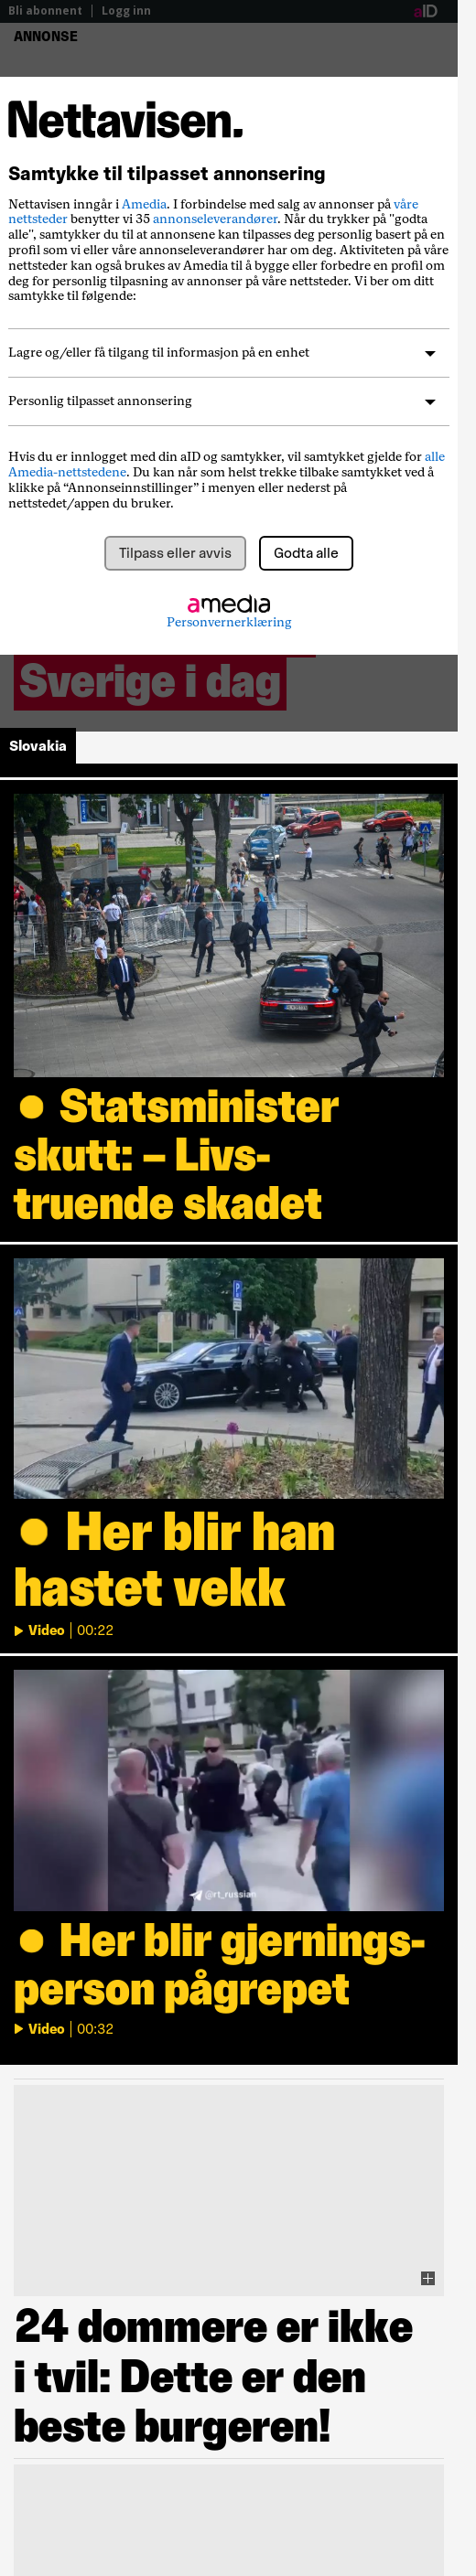 Bli abonnent | Logg inn aID
ANNONSE
Nettavisen.
Samtykke til tilpasset annonsering
Nettavisen inngår i Amedia. I forbindelse med salg av annonser på våre
nettsteder benytter vi 35 annonseleverandører. Når du trykker på "godta
alle", samtykker du til at annonsene kan tilpasses deg personlig basert på en
profil som vi eller våre annonseleverandører har om deg. Aktiviteten på våre
nettsteder kan også brukes av Amedia til å bygge eller forbedre en profil om
deg for personlig tilpasning av annonser på våre nettsteder. Vi ber om ditt
samtykke til følgende:
Lagre og/eller få tilgang til informasjon på en enhet
Personlig tilpasset annonsering
Hvis du er innlogget med din aID og samtykker, vil samtykket gjelde for alle
Amedia-nettstedene. Du kan når som helst trekke tilbake samtykket ved å
klikke på “Annonseinnstillinger” i menyen eller nederst på
nettstedet/appen du bruker.
Tilpass eller avvis Godta alle
amedia
Personvernerklæring
Sverige i dag
Slovakia
Statsminister
skutt: – Livs-
truende skadet
Her blir han
hastet vekk
Video | 00:22
@rt_russian
Her blir gjernings-
person pågrepet
Video | 00:32
24 dommere er ikke
i tvil: Dette er den
beste burgeren!